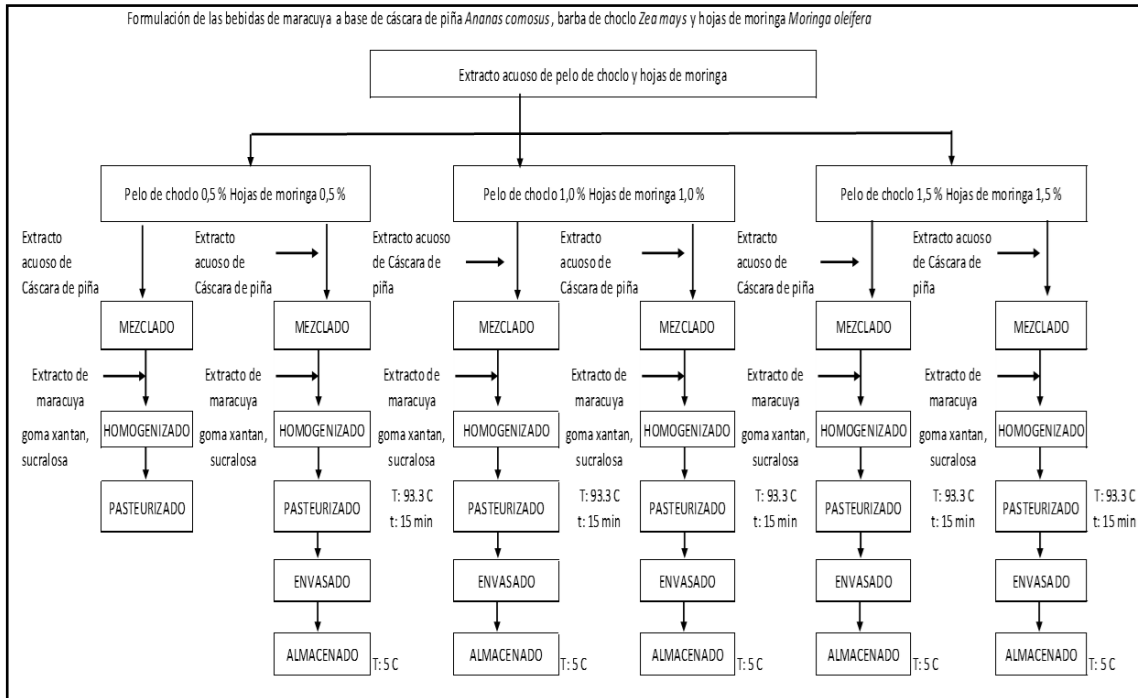 Formulación de las bebidas de maracuya a base de cáscara de piña Ananas comosus, barba de choclo Zea mays y hojas de moringa Moringa oleífera
Extracto acuoso de pelo de choclo y hojas de moringa
Pelo de choclo 0,5 % Hojas de moringa 0,5 %
Pelo de choclo 1,0 % Hojas de moringa 1,0 %
Pelo de choclo 1,5 % Hojas de moringa 1,5 %
Extracto
acuoso de
Cáscara de piña
Extracto
acuoso de
Cáscara de piña
Extracto acuoso
de Cáscara de
piña
Extracto
acuoso de
Cáscara de piña
Extracto
acuoso de
Cáscara de piña
Extracto acuoso
de Cáscara de
piña
MEZCLADO
MEZCLADO
MEZCLADO
MEZCLADO
MEZCLADO
MEZCLADO
Extracto de
maracuya
goma xantan,
sucralosa
Extracto de
maracuya
goma xantan,
sucralosa
Extracto de
maracuya
goma xantan,
sucralosa
Extracto de
maracuya
goma xantan,
sucralosa
Extracto de
maracuya
goma xantan,
sucralosa
Extracto de
maracuya
goma xantan,
sucralosa
HOMOGENIZADO
HOMOGENIZADO
HOMOGENIZADO
HOMOGENIZADO
HOMOGENIZADO
HOMOGENIZADO
PASTEURIZADO
PASTEURIZADO
T: 93.3 C
t: 15 min
PASTEURIZADO
T: 93.3 C
t: 15 min
PASTEURIZADO
T: 93.3 C
t: 15 min
PASTEURIZADO
T: 93.3 C
t: 15 min
PASTEURIZADO
T: 93.3 C
t: 15 min
ENVASADO
ENVASADO
ENVASADO
ENVASADO
ENVASADO
ALMACENADO
T: 5 C
ALMACENADO
T: 5 C
ALMACENADO
T: 5 C
ALMACENADO
T: 5 C
ALMACENADO
T: 5 C